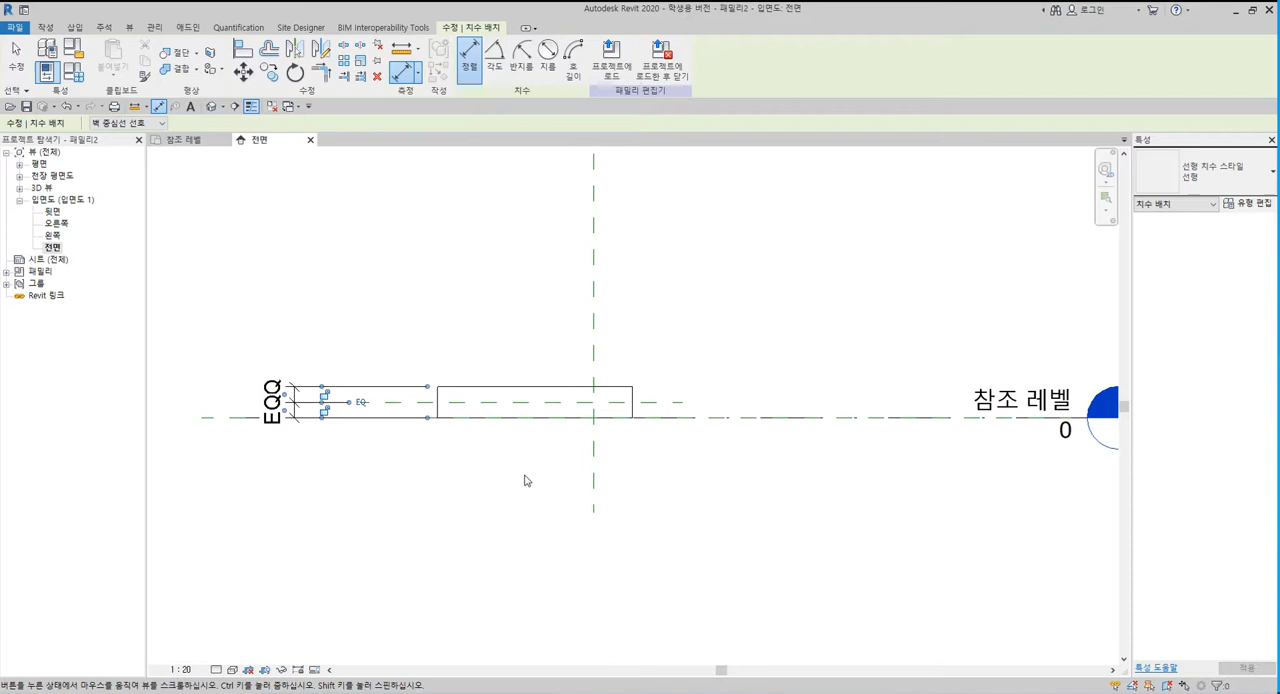 Autodesk Revit 2020 - 학생용 버전 - 패밀리2 - 입면도: 전면
로그인
파일 작성 삽입 주석 뷰 관리 애드인 Quantification Site Designer BIM Interoperability Tools 수정 | 치수 배치
수정 붙여넣기 절단 결합 정렬 각도 반지름 지름 호 길이 프로젝트에 로드 프로젝트에 로드한 후 닫기
선택 특성 클립보드 형상 수정 측정 작성 치수 패밀리 편집기
수정 | 치수 배치 벽 중심선 선호
프로젝트 탐색기 - 패밀리2
참조 레벨 전면
특성
뷰 (전체)
평면
천장 평면도
3D 뷰
입면도 (입면도 1)
뒷면
오른쪽
왼쪽
전면
시트 (전체)
패밀리
그룹
Revit 링크
선형 치수 스타일
선형
치수 배치 유형 편집
EQ
EQ
EQ
참조 레벨
0
1 : 20
특성 도움말 적용
버튼을 누른 상태에서 마우스를 움직여 뷰를 스크롤하십시오. Ctrl 키를 눌러 줌하십시오. Shift 키를 눌러 스핀하십시오.
:0